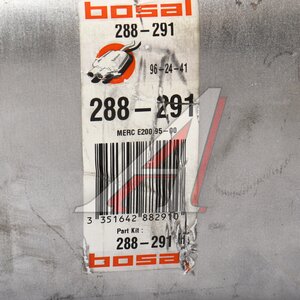 bosal
288-291
96-24-41
288-291
MERC E200 95-00
3 351642 882910
Part Kit :
288-291
bosal